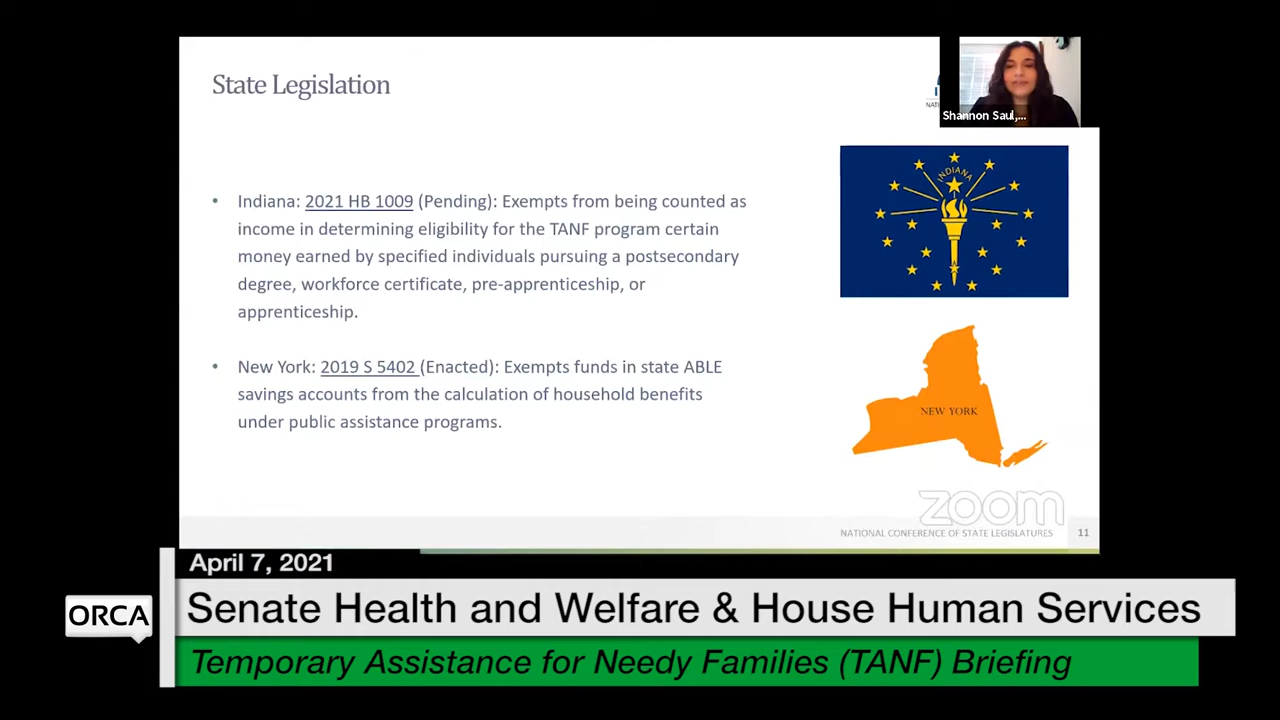 State Legislation
NAT
Shannon Saul,...
• Indiana: 2021 HB 1009 (Pending): Exempts from being counted as
income in determining eligibility for the TANF program certain
money earned by specified individuals pursuing a postsecondary
degree, workforce certificate, pre-apprenticeship, or
apprenticeship.
INDIANA
• New York: 2019 S 5402 (Enacted): Exempts funds in state ABLE
savings accounts from the calculation of household benefits
under public assistance programs.
NEW YORK
zoom
NATIONAL CONFERENCE OF STATE LEGISLATURES 11
April 7, 2021
ORCA
Senate Health and Welfare & House Human Services
Temporary Assistance for Needy Families (TANF) Briefing